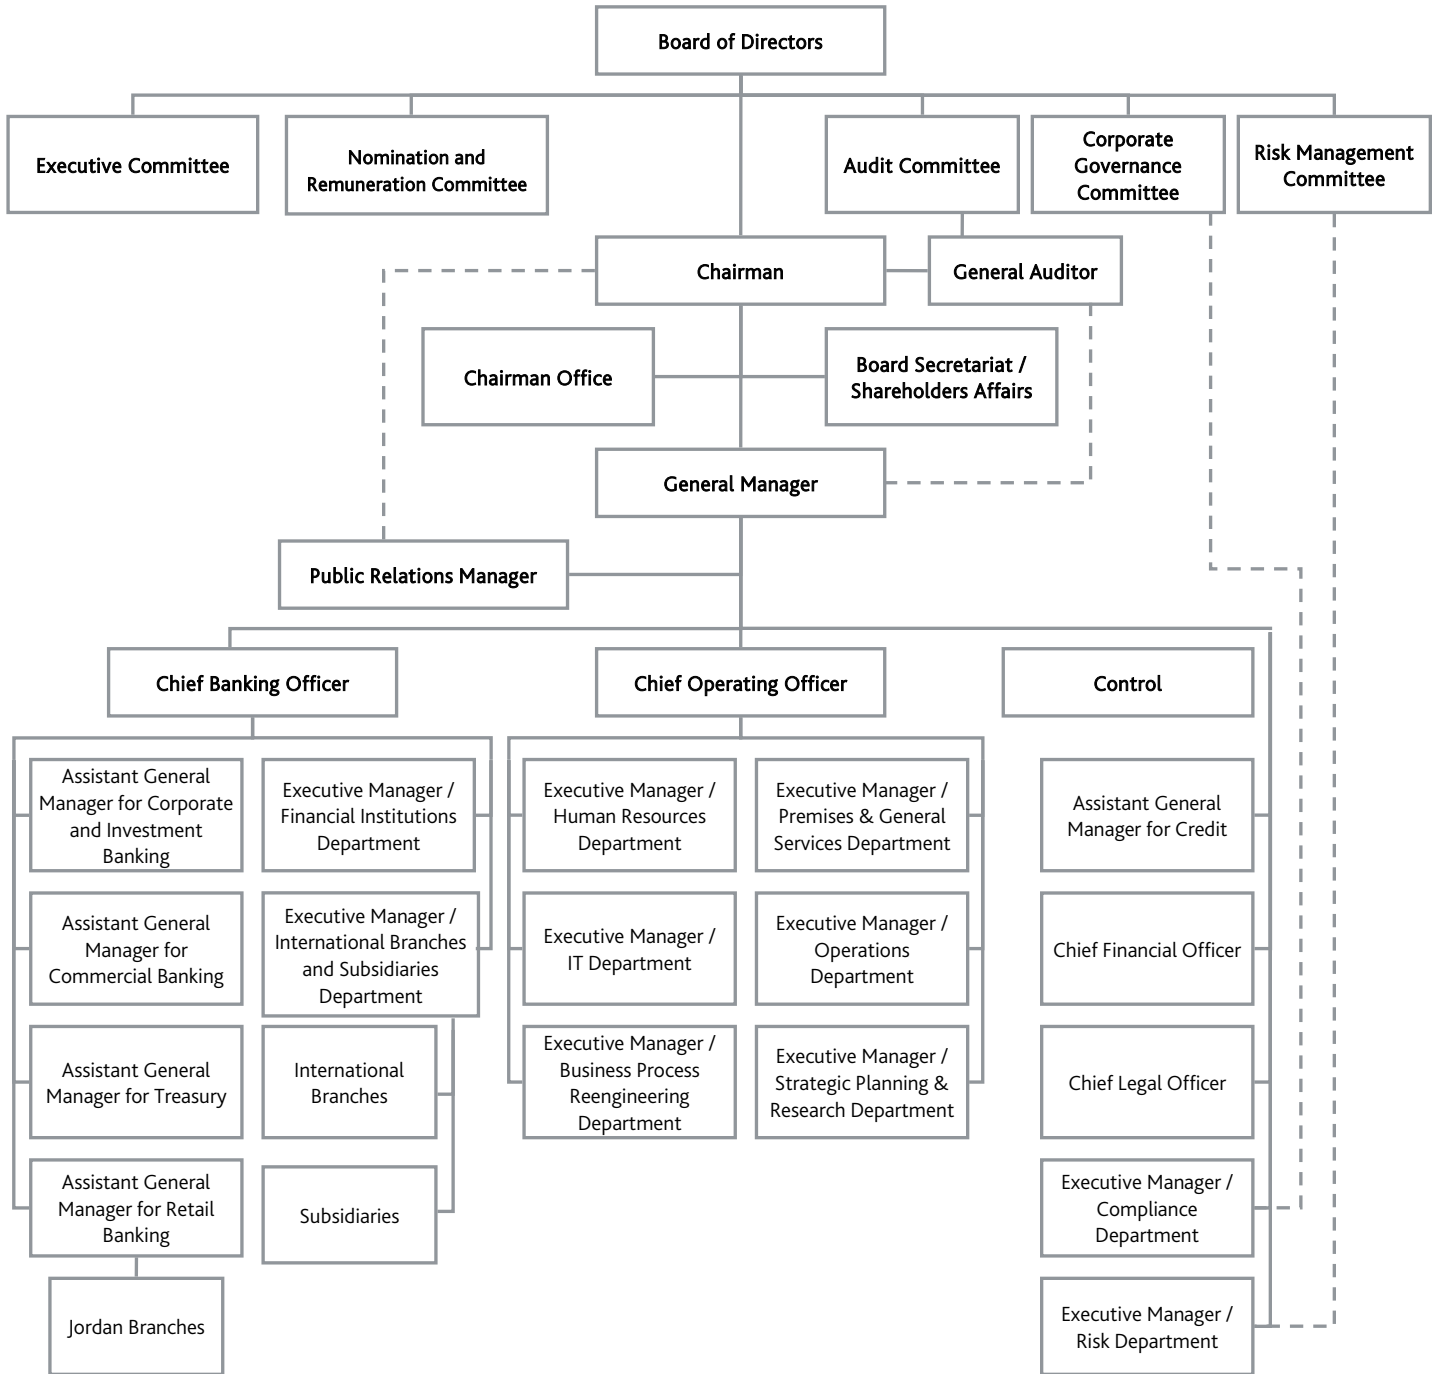 Board of Directors
Executive Committee
Nomination and
Remuneration Committee
Audit Committee
Corporate
Governance
Committee
Risk Management
Committee
Chairman
General Auditor
Chairman Office
Board Secretariat /
Shareholders Affairs
General Manager
Public Relations Manager
Chief Banking Officer
Chief Operating Officer
Control
Assistant General
Manager for Corporate
and Investment
Banking
Executive Manager /
Financial Institutions
Department
Executive Manager /
Human Resources
Department
Executive Manager /
Premises & General
Services Department
Assistant General
Manager for Credit
Assistant General
Manager for
Commercial Banking
Executive Manager /
International Branches
and Subsidiaries
Department
Executive Manager /
IT Department
Executive Manager /
Operations
Department
Chief Financial Officer
Assistant General
Manager for Treasury
International
Branches
Executive Manager /
Business Process
Reengineering
Department
Executive Manager /
Strategic Planning &
Research Department
Chief Legal Officer
Assistant General
Manager for Retail
Banking
Subsidiaries
Executive Manager /
Compliance
Department
Jordan Branches
Executive Manager /
Risk Department